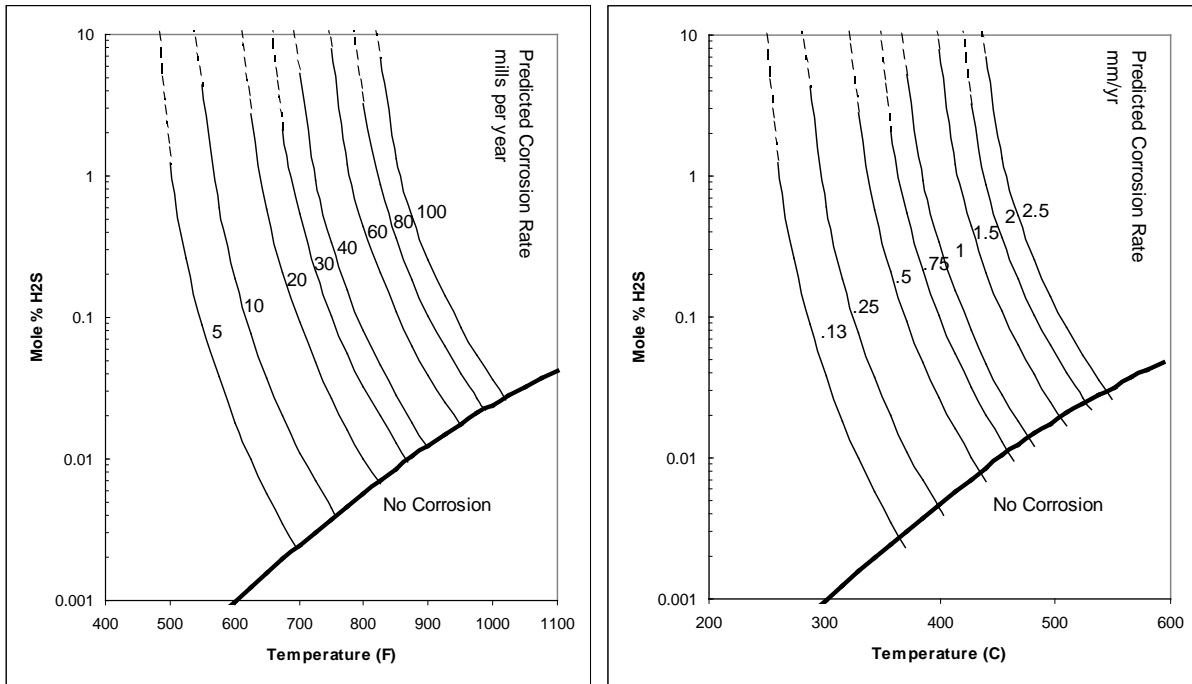 10
1
0.1
0.01
0.001
Mole % H2S
400 500 600 700 800 900 1000 1100
Temperature (F)
Predicted Corrosion Rate
mills per year
5
10
20
30
40
60
80
100
No Corrosion
10
1
0.1
0.01
0.001
Mole % H2S
200 300 400 500 600
Temperature (C)
Predicted Corrosion Rate
mm/yr
.13
.25
.5
.75
1
1.5
2
2.5
No Corrosion